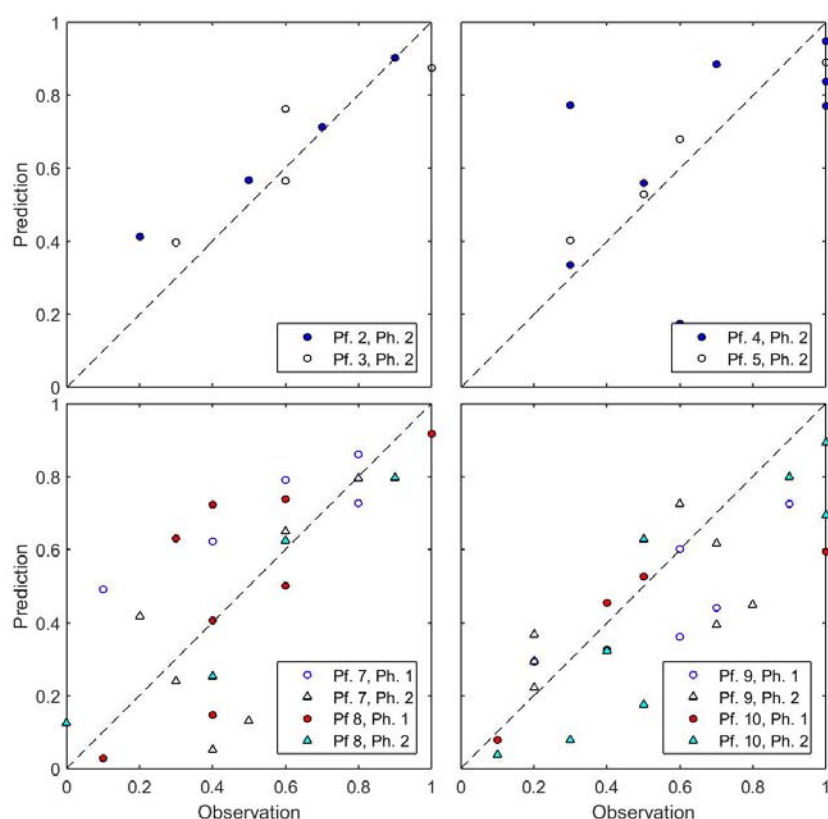 1
0.8
0.6
0.4
0.2
0
Prediction
Pf. 2, Ph. 2
Pf. 3, Ph. 2
Pf. 4, Ph. 2
Pf. 5, Ph. 2
1
0.8
0.6
0.4
0.2
0
Prediction
Pf. 7, Ph. 1
Pf. 7, Ph. 2
Pf 8, Ph. 1
Pf 8, Ph. 2
0 0.2 0.4 0.6 0.8 1
Observation
Pf. 9, Ph. 1
Pf. 9, Ph. 2
Pf. 10, Ph. 1
Pf. 10, Ph. 2
0.2 0.4 0.6 0.8 1
Observation